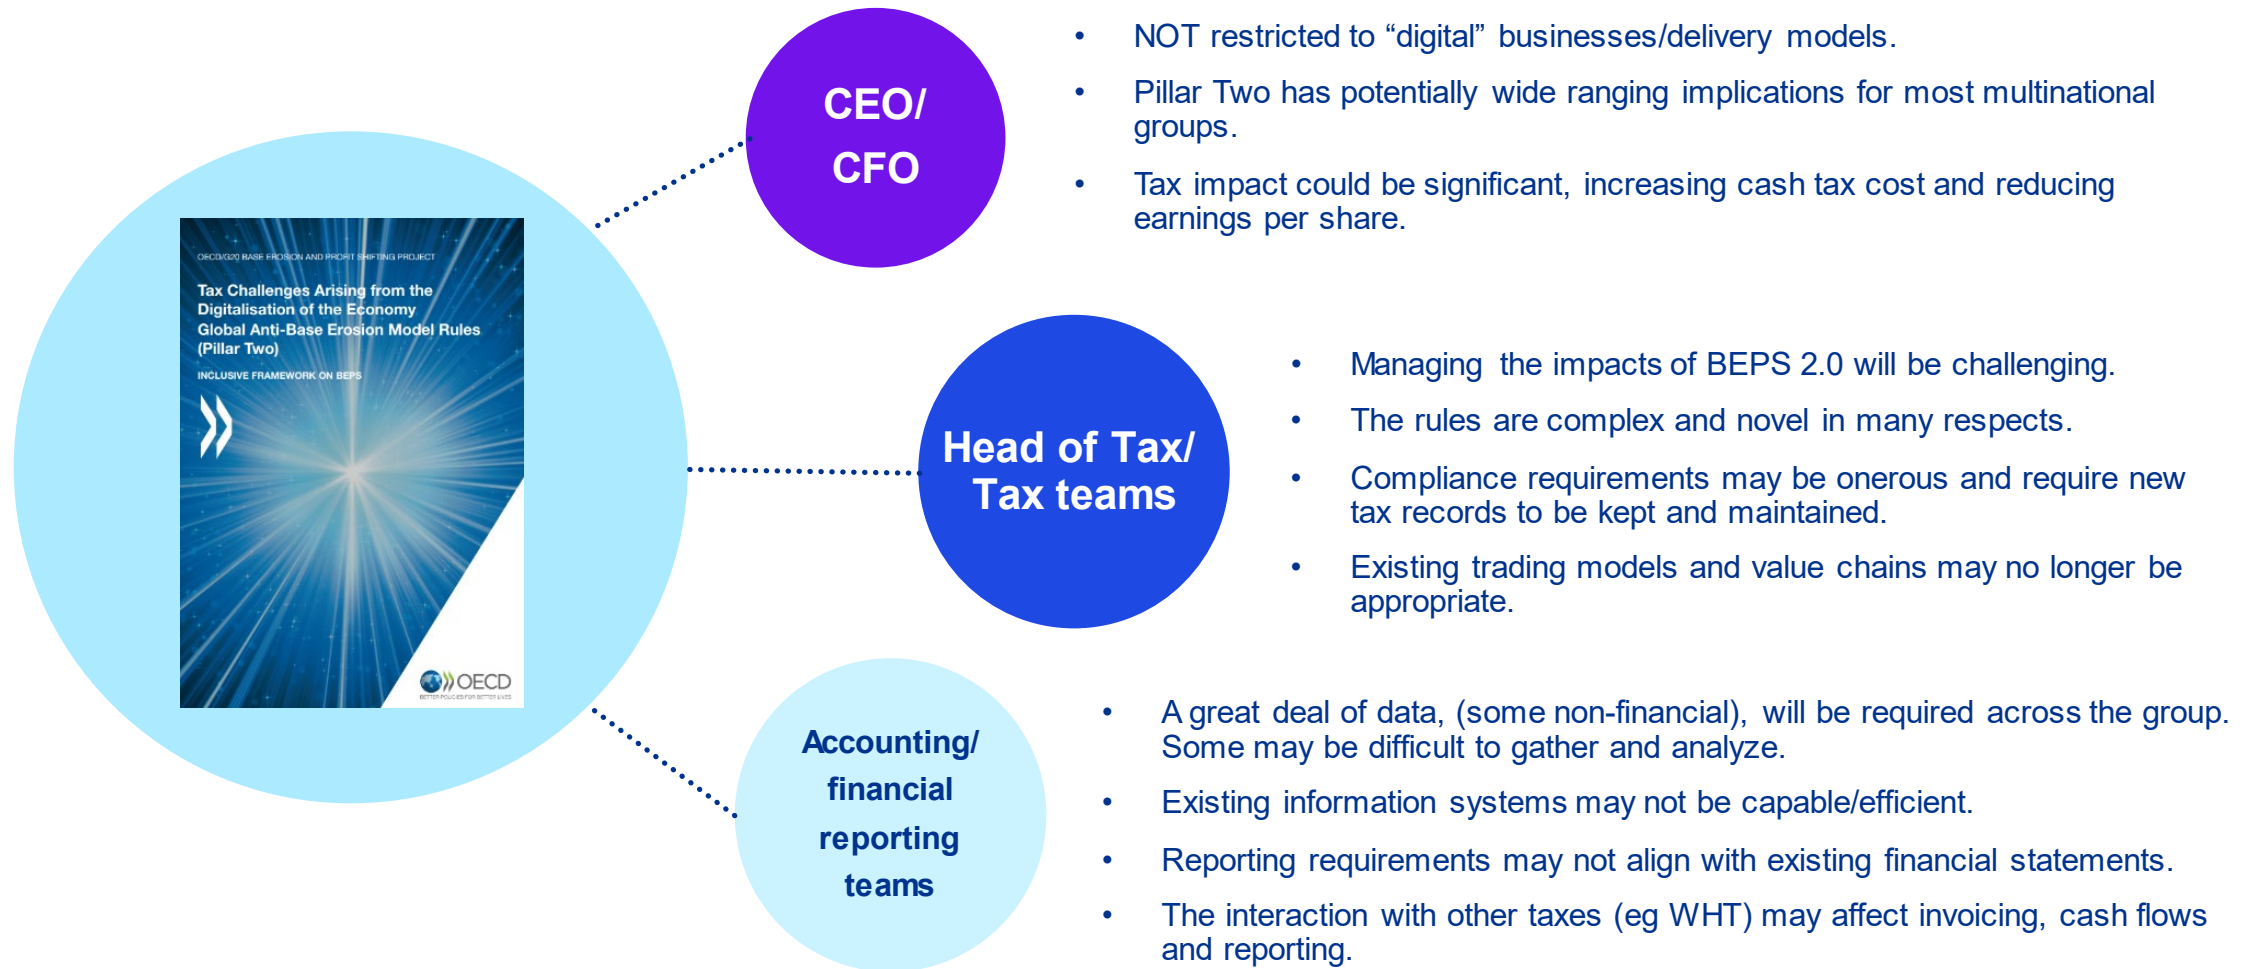 OECD/G20 BASE EROSION AND PROFIT SHIFTING PROJECT
Tax Challenges Arising from the
Digitalisation of the Economy
Global Anti-Base Erosion Model Rules
(Pillar Two)
INCLUSIVE FRAMEWORK ON BEPS
OECD
BETTER POLICIES FOR BETTER LIVES
CEO/
CFO
• NOT restricted to “digital” businesses/delivery models.
• Pillar Two has potentially wide ranging implications for most multinational
groups.
• Tax impact could be significant, increasing cash tax cost and reducing
earnings per share.
Head of Tax/
Tax teams
• Managing the impacts of BEPS 2.0 will be challenging.
• The rules are complex and novel in many respects.
• Compliance requirements may be onerous and require new
tax records to be kept and maintained.
• Existing trading models and value chains may no longer be
appropriate.
Accounting/
financial
reporting
teams
• A great deal of data, (some non-financial), will be required across the group.
Some may be difficult to gather and analyze.
• Existing information systems may not be capable/efficient.
• Reporting requirements may not align with existing financial statements.
• The interaction with other taxes (eg WHT) may affect invoicing, cash flows
and reporting.